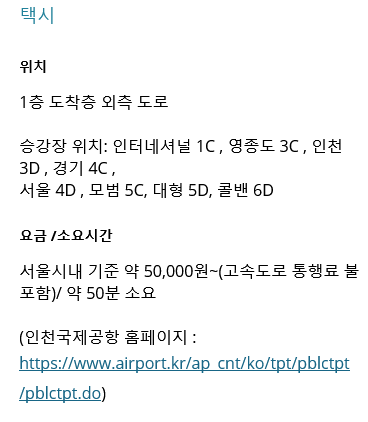 택시
위치
1층 도착층 외측 도로
승강장 위치: 인터네셔널 1C , 영종도 3C , 인천
3D , 경기 4C ,
서울 4D , 모범 5C, 대형 5D, 콜밴 6D
요금 /소요시간
서울시내 기준 약 50,000원~(고속도로 통행료 불
포함)/ 약 50분 소요
(인천국제공항 홈페이지 :
https://www.airport.kr/ap_cnt/ko/tpt/pblctpt
/pblctpt.do)